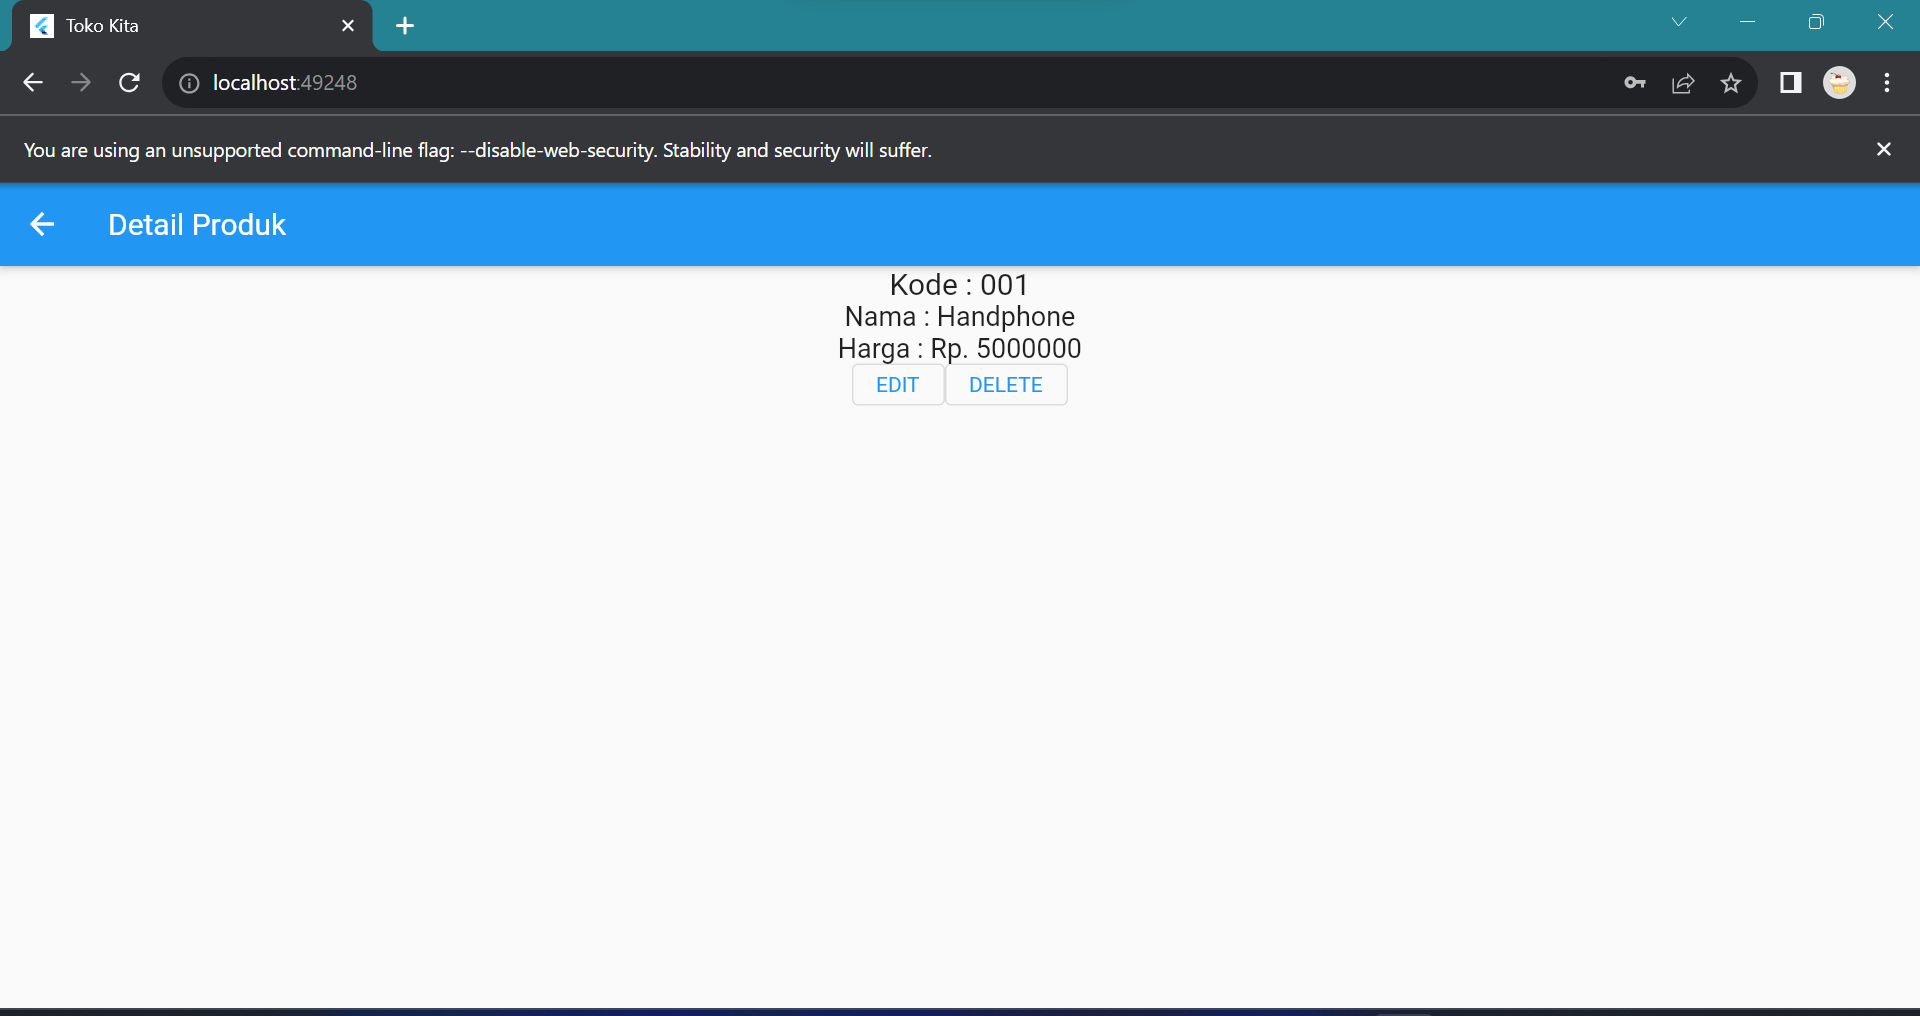 Toko Kita
localhost:49248
You are using an unsupported command-line flag: --disable-web-security. Stability and security will suffer.
Detail Produk
Kode : 001
Nama : Handphone
Harga : Rp. 5000000
EDIT DELETE